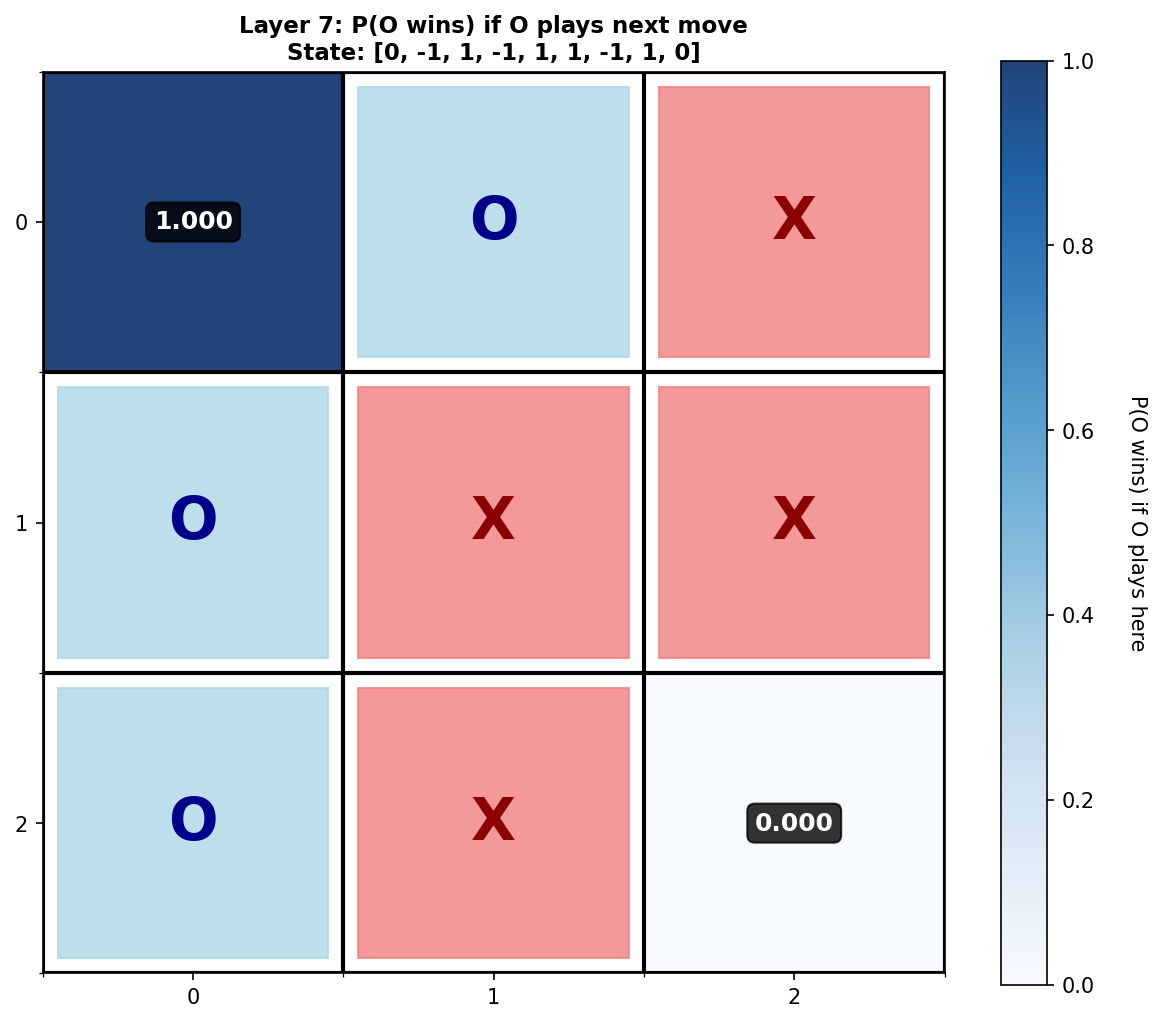 Layer 7: P(O wins) if O plays next move
State: [0, -1, 1, -1, 1, 1, -1, 1, 0]
0
1.000
O
X
1
O
X
X
2
O
X
0.000
0
1
2
1.0
0.8
0.6
0.4
0.2
0.0
P(O wins) if O plays here